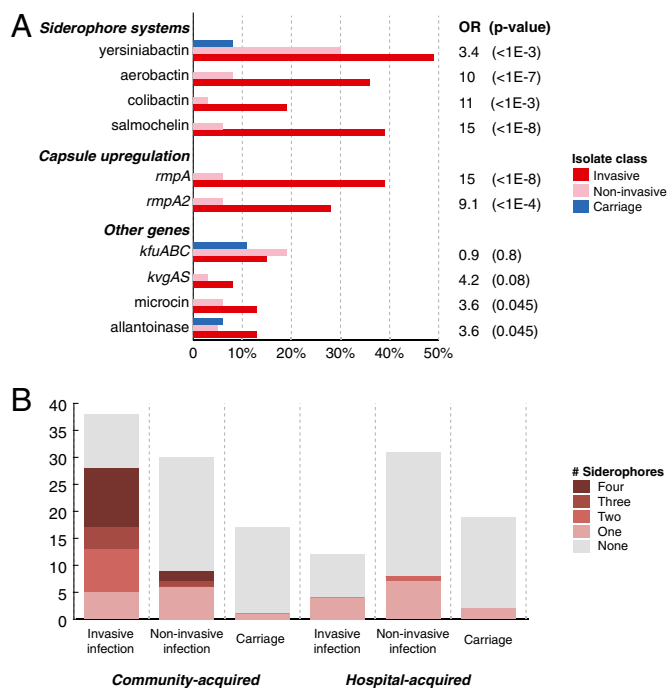 A
Siderophore systems OR (p-value)
yersiniabactin 3.4 (<1E-3)
aerobactin 10 (<1E-7)
colibactin 11 (<1E-3)
salmochelin 15 (<1E-8)
Capsule upregulation
rmpA 15 (<1E-8)
rmpA2 9.1 (<1E-4)
Other genes
kfuABC 0.9 (0.8)
kvgAS 4.2 (0.08)
microcin 3.6 (0.045)
allantoinase 3.6 (0.045)
0 10% 20% 30% 40% 50%
Isolate class
Invasive
Non-invasive
Carriage
B
40
35
30
25
20
15
10
5
0
Invasive infection
Non-invasive infection
Carriage
Invasive infection
Non-invasive infection
Carriage
Community-acquired Hospital-acquired
# Siderophores
Four
Three
Two
One
None